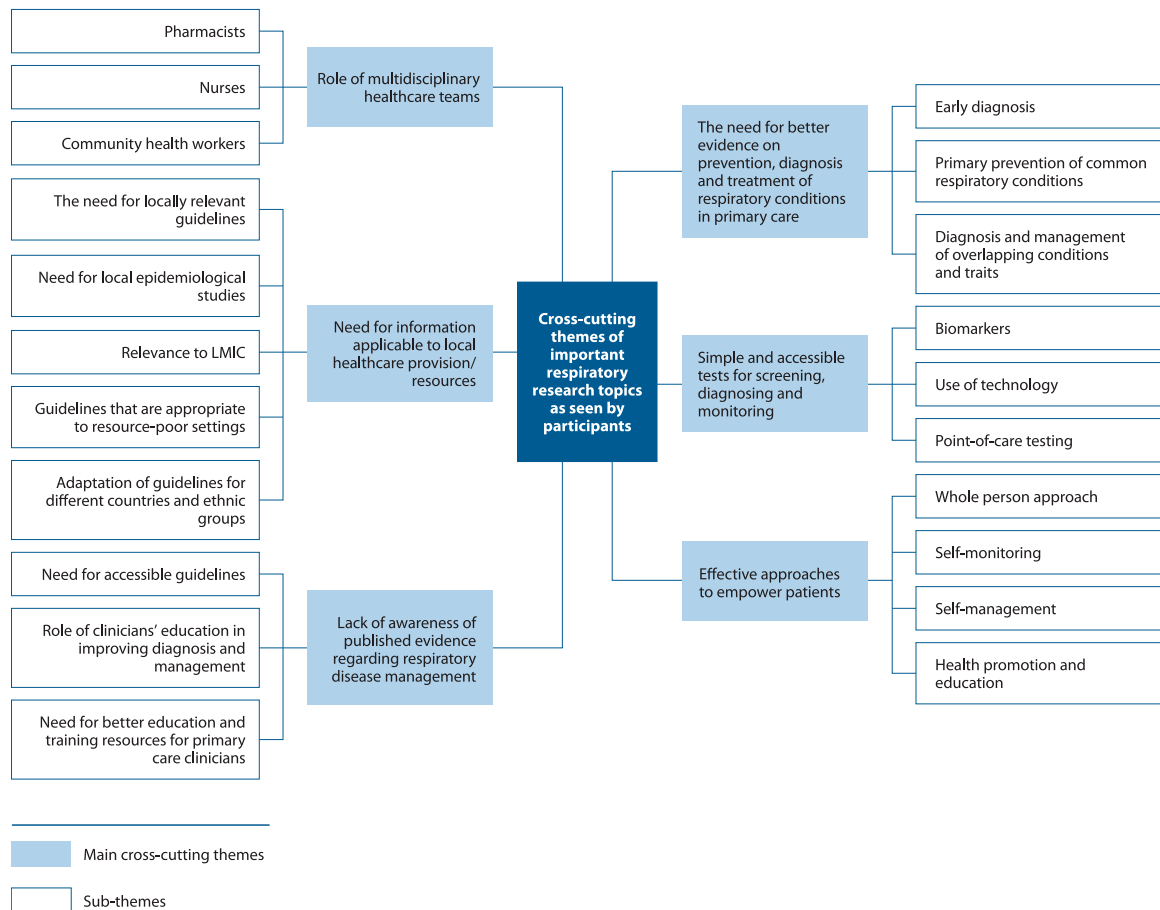 Pharmacists
Nurses
Community health workers
Role of multidisciplinary
healthcare teams
The need for locally relevant
guidelines
Need for local epidemiological
studies
Relevance to LMIC
Guidelines that are appropriate
to resource-poor settings
Adaptation of guidelines for
different countries and ethnic
groups
Need for information
applicable to local
healthcare provision/
resources
Need for accessible guidelines
Role of clinicians’ education in
improving diagnosis and
management
Need for better education and
training resources for primary
care clinicians
Lack of awareness of
published evidence
regarding respiratory
disease management
Cross-cutting
themes of
important
respiratory
research topics
as seen by
participants
The need for better
evidence on
prevention, diagnosis
and treatment of
respiratory conditions
in primary care
Early diagnosis
Primary prevention of common
respiratory conditions
Diagnosis and management
of overlapping conditions
and traits
Simple and accessible
tests for screening,
diagnosing and
monitoring
Biomarkers
Use of technology
Point-of-care testing
Effective approaches
to empower patients
Whole person approach
Self-monitoring
Self-management
Health promotion and
education
Main cross-cutting themes
Sub-themes